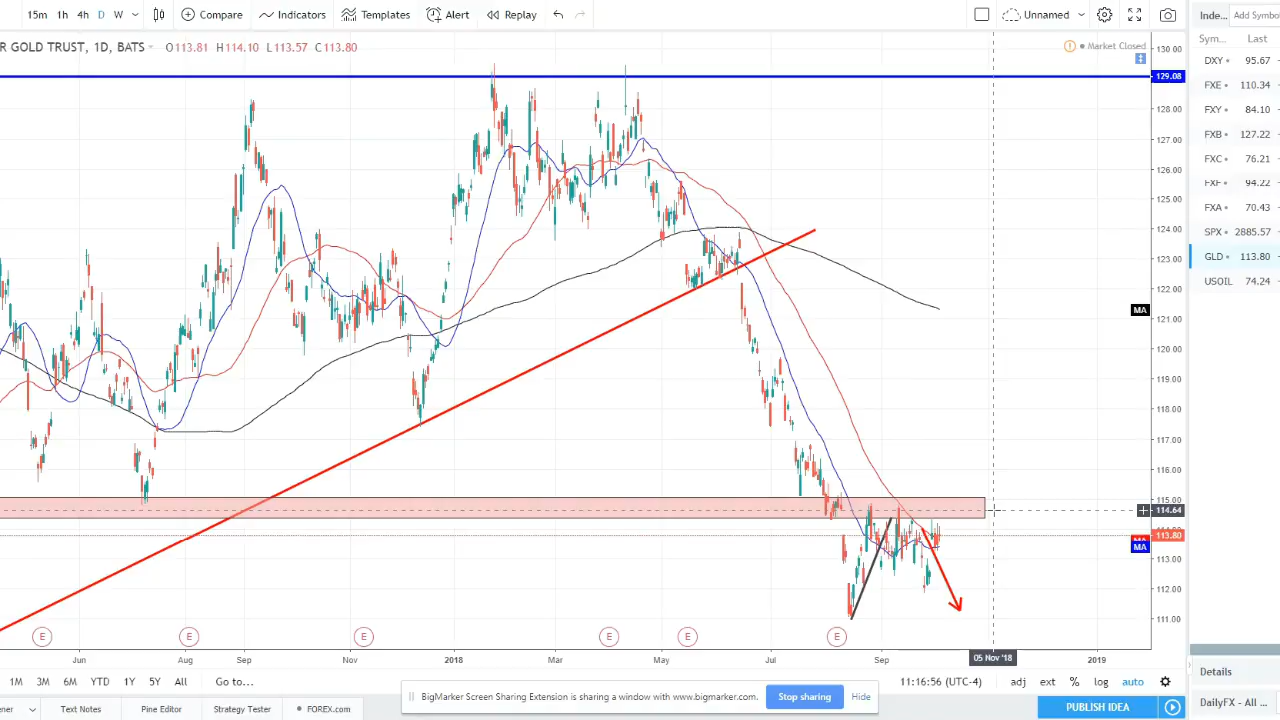 15m 1h 4h D W Compare Indicators Templates Alert Replay Unnamed Inde... Add Symbo
R GOLD TRUST, 1D, BATS O113.81 H114.10 L113.57 C113.80
Market Closed
Sym... Last
DXY 95.67
FXE 110.34
FXY 84.10
FXB 127.22
FXC 76.21
FXF 94.22
FXA 70.43
SPX 2885.57
GLD 113.80
USOIL 74.24
130.00
129.08
128.00
127.00
126.00
125.00
124.00
123.00
122.00
MA
121.00
120.00
119.00
118.00
117.00
116.00
115.00
114.64
113.80
MA
113.00
112.00
111.00
E E E E E E
Jun Aug Sep Nov 2018 Mar May Jul Sep 05 Nov '18 2019
1M 3M 6M YTD 1Y 5Y All Go to... 11:16:56 (UTC-4) adj ext % log auto
Details
BigMarker Screen Sharing Extension is sharing a window with www.bigmarker.com. Stop sharing Hide
ener Text Notes Pine Editor Strategy Tester FOREX.com PUBLISH IDEA DailyFX - All ...